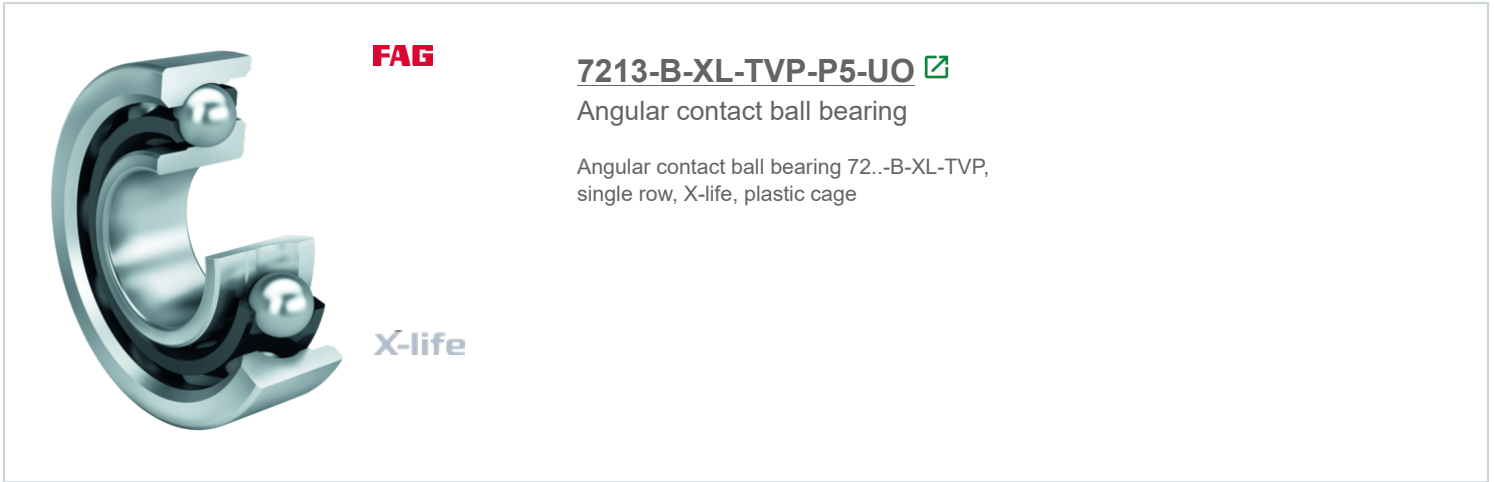 FAG
7213-B-XL-TVP-P5-UO
Angular contact ball bearing
Angular contact ball bearing 72..-B-XL-TVP,
single row, X-life, plastic cage
X-life